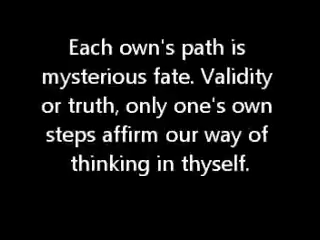 Each own's path is
mysterious fate. Validity
or truth, only one's own
steps affirm our way of
thinking in thyself.